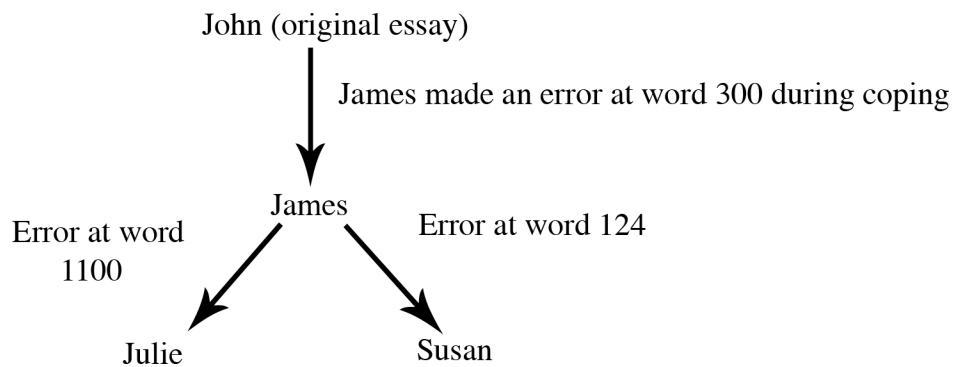 John (original essay)
James made an error at word 300 during coping
James
Error at word 124
Error at word
1100
Julie
Susan